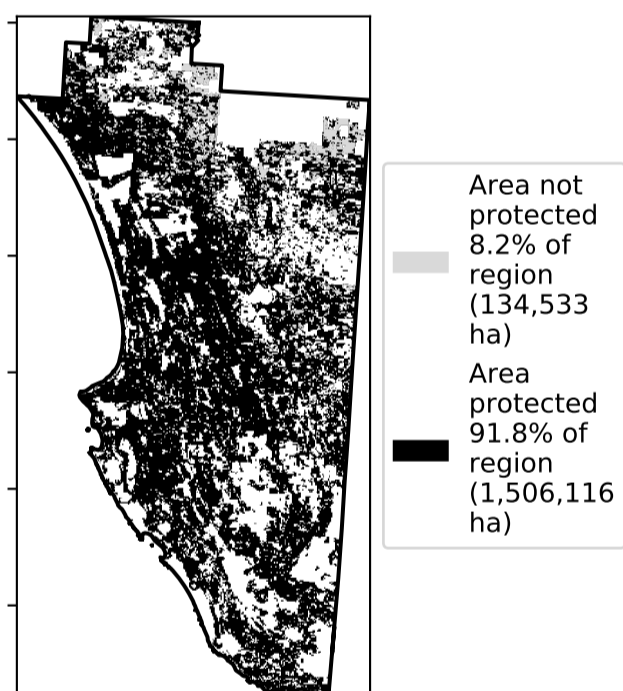 Area not
protected
8.2% of
region
(134,533
ha)
Area
protected
91.8% of
region
(1,506,116
ha)